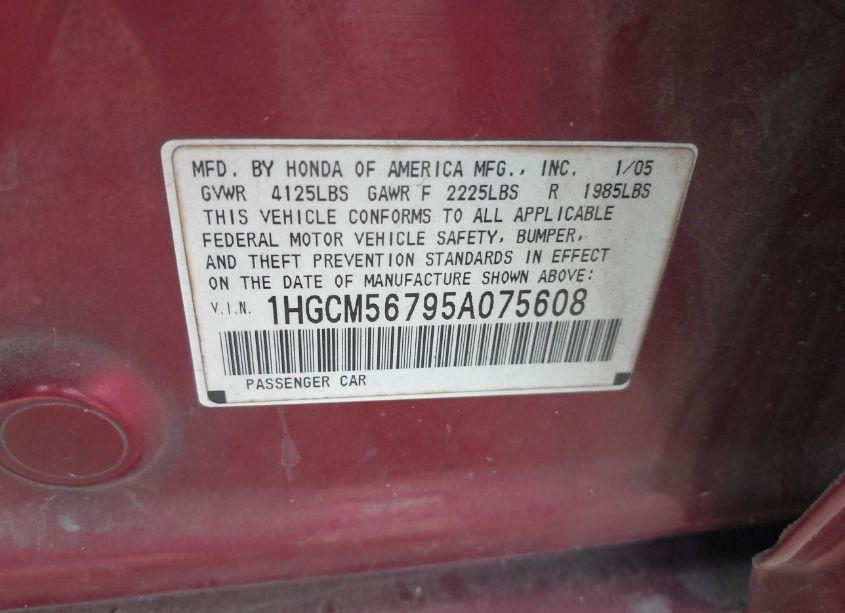 MFD. BY HONDA OF AMERICA MFG., INC. 1/05
GVWR 4125LBS GAWR F 2225LBS R 1985LBS
THIS VEHICLE CONFORMS TO ALL APPLICABLE
FEDERAL MOTOR VEHICLE SAFETY, BUMPER,
AND THEFT PREVENTION STANDARDS IN EFFECT
ON THE DATE OF MANUFACTURE SHOWN ABOVE:
V.I.N. 1HGCM56795A075608
PASSENGER CAR